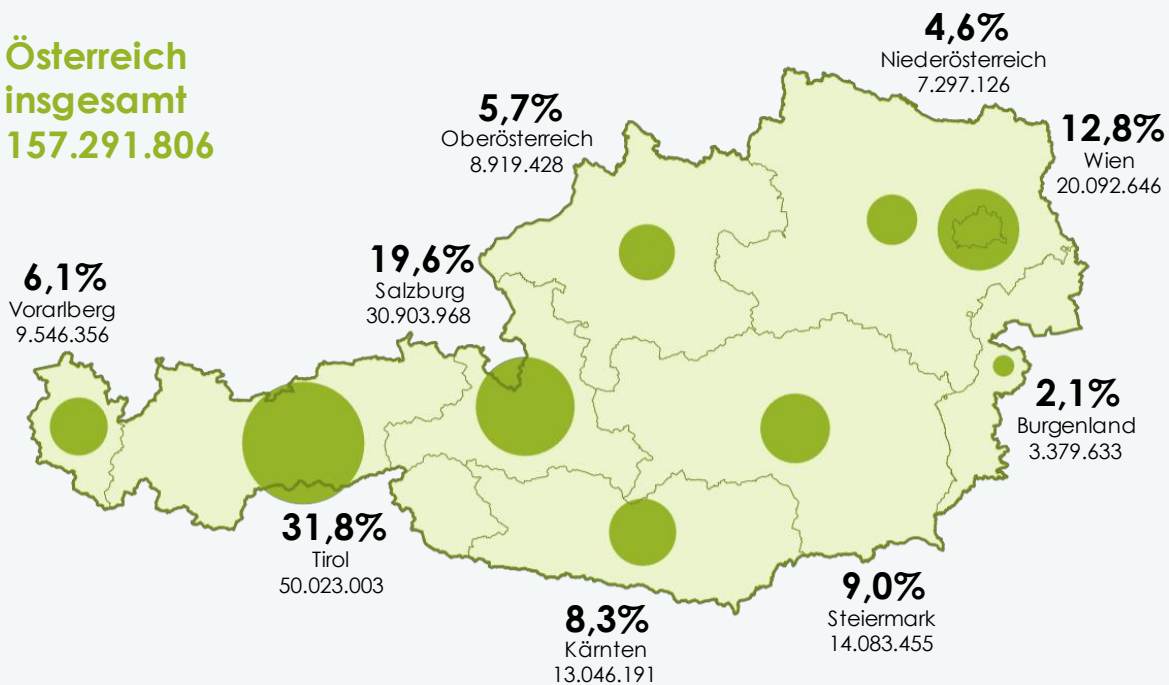 Österreich
insgesamt
157.291.806
4,6%
Niederösterreich
7.297.126
5,7%
Oberösterreich
8.919.428
12,8%
Wien
20.092.646
19,6%
Salzburg
30.903.968
6,1%
Vorarlberg
9.546.356
2,1%
Burgenland
3.379.633
31,8%
Tirol
50.023.003
9,0%
Steiermark
14.083.455
8,3%
Kärnten
13.046.191